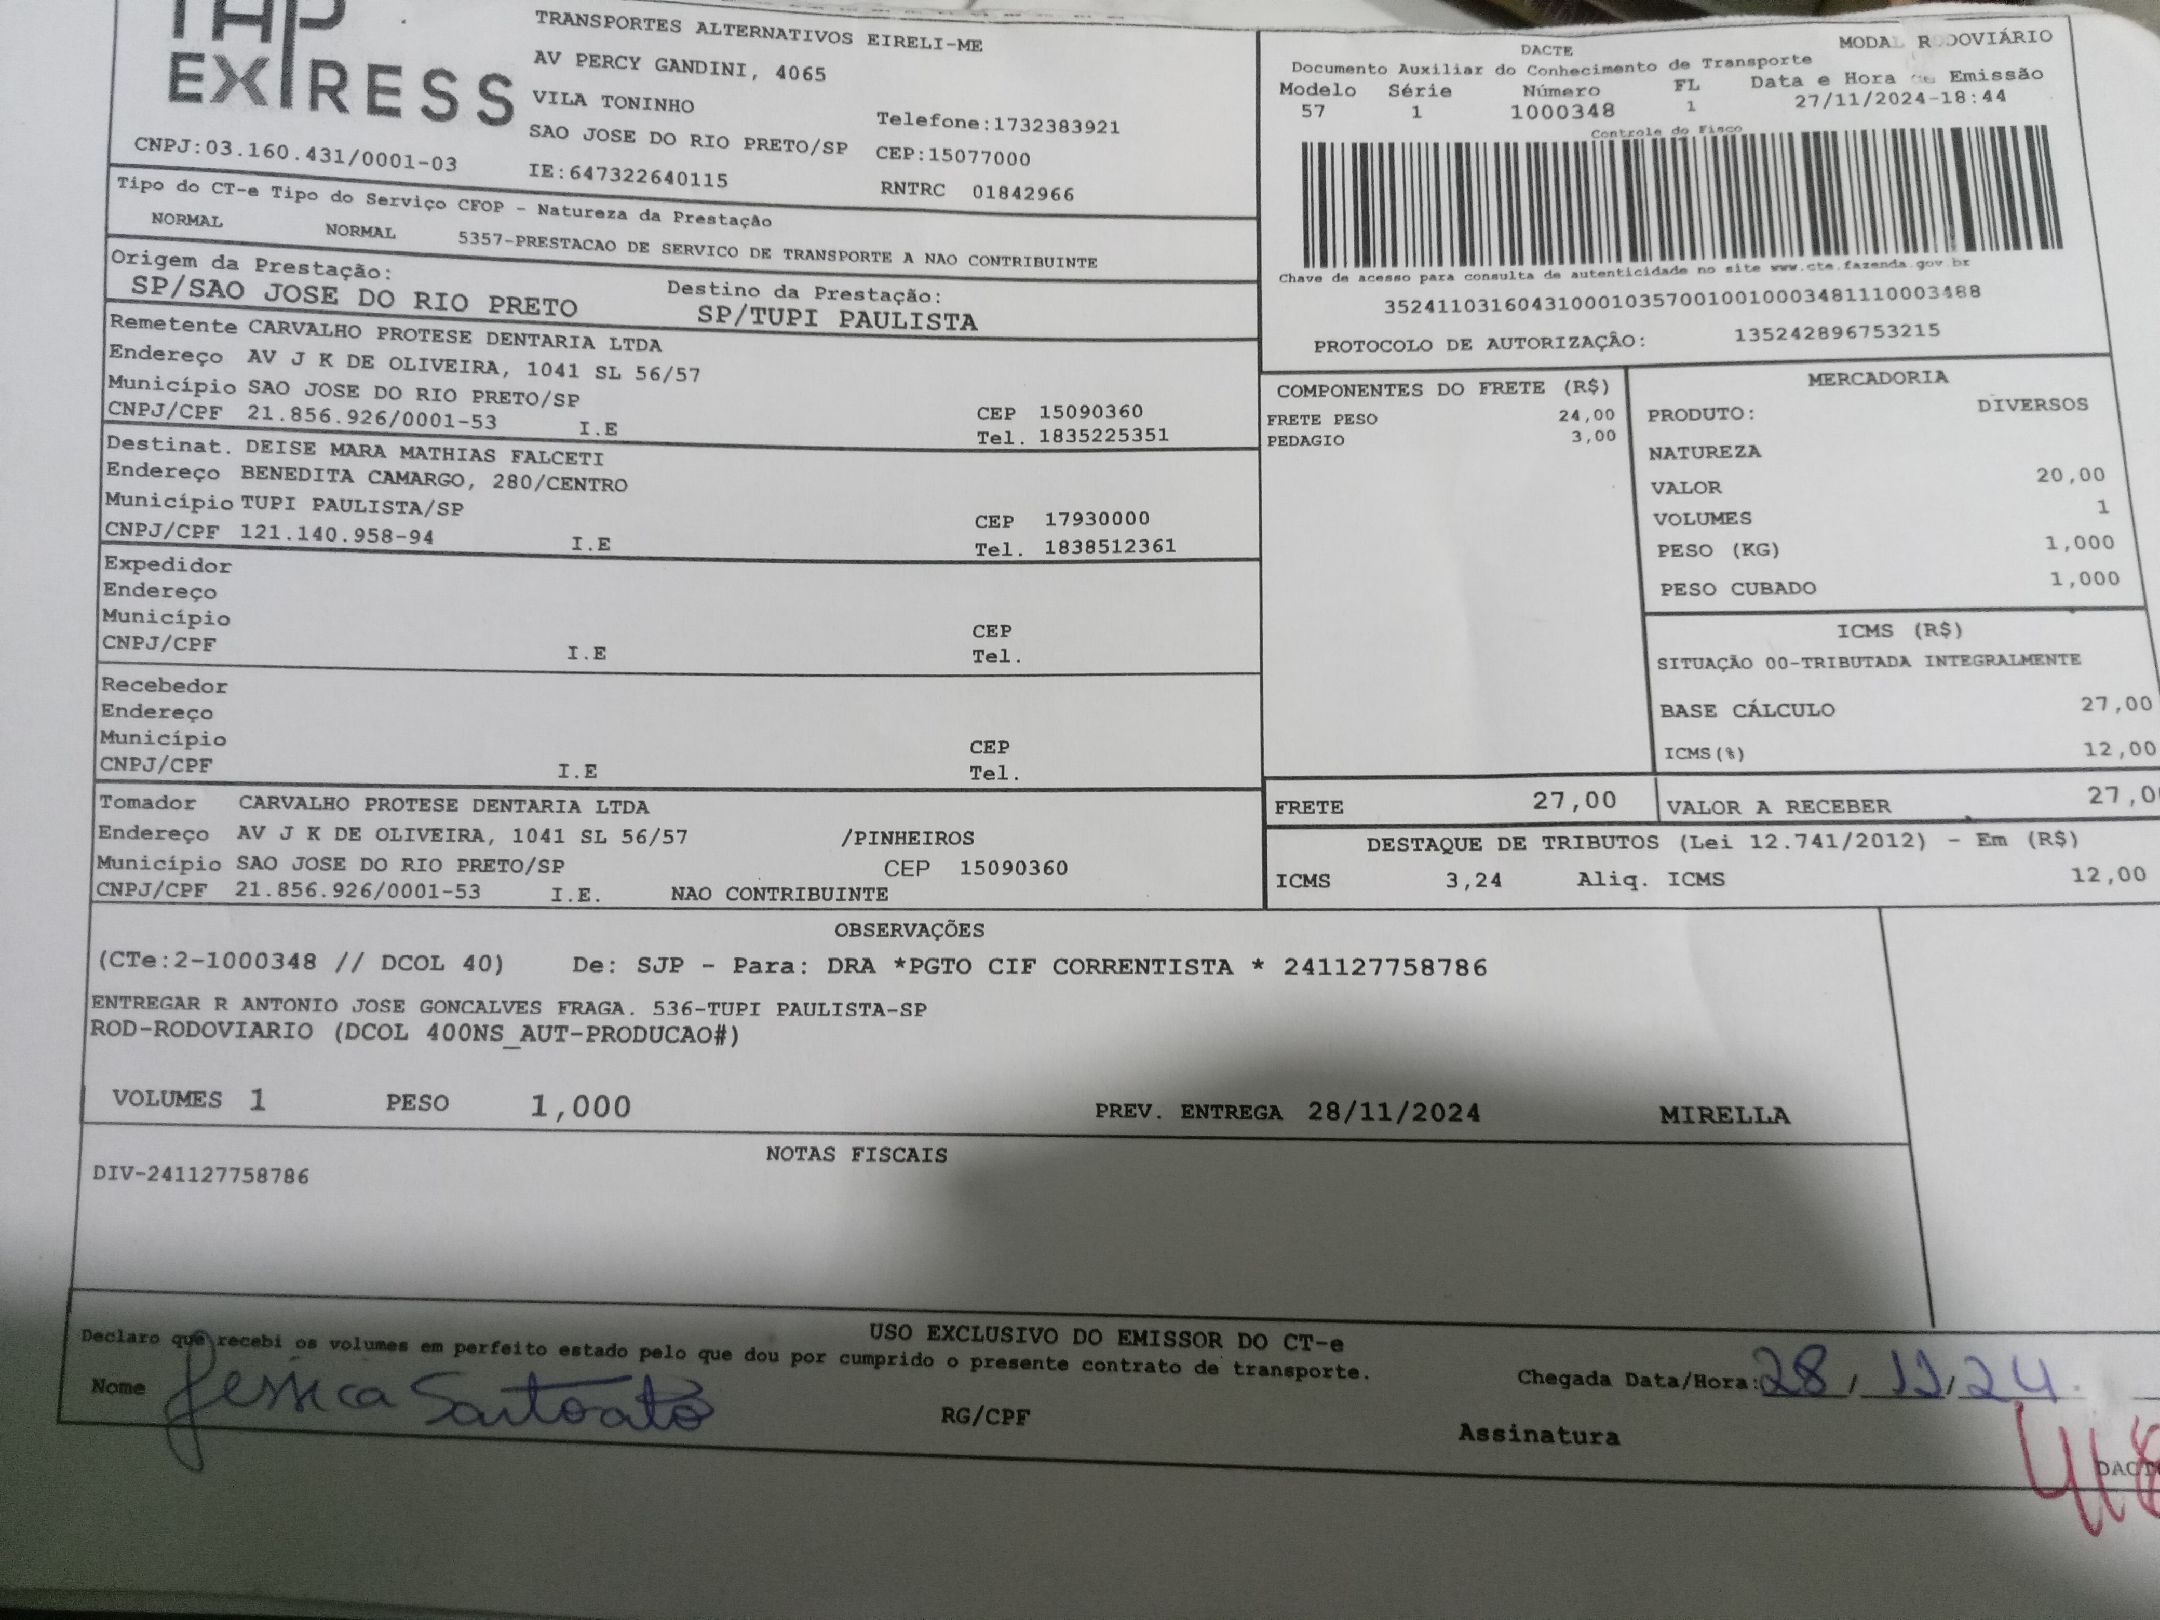 TAP
EXPRESS
CNPJ:03.160.431/0001-03
TRANSPORTES ALTERNATIVOS EIRELI-ME
AV PERCY GANDINI, 4065
VILA TONINHO
Telefone:1732383921
SAO JOSE DO RIO PRETO/SP CEP:15077000
IE:647322640115 RNTRC 01842966
DACTE MODAL RODOVIÁRIO
Documento Auxiliar do Conhecimento de Transporte
Modelo Série Número FL Data e Hora de Emissão
57 1 1000348 1 27/11/2024-18:44
Controle do Fisco
Chave de acesso para consulta de autenticidade no site www.cte.fazenda.gov.br
35241103160431000103570010010003481110003488
PROTOCOLO DE AUTORIZAÇÃO: 135242896753215
Tipo do CT-e Tipo do Serviço CFOP - Natureza da Prestação
NORMAL NORMAL 5357-PRESTACAO DE SERVICO DE TRANSPORTE A NAO CONTRIBUINTE
Origem da Prestação: Destino da Prestação:
SP/SAO JOSE DO RIO PRETO SP/TUPI PAULISTA
Remetente CARVALHO PROTESE DENTARIA LTDA
Endereço AV J K DE OLIVEIRA, 1041 SL 56/57
Município SAO JOSE DO RIO PRETO/SP CEP 15090360
CNPJ/CPF 21.856.926/0001-53 I.E Tel. 1835225351
Destinat. DEISE MARA MATHIAS FALCETI
Endereço BENEDITA CAMARGO, 280/CENTRO
Município TUPI PAULISTA/SP CEP 17930000
CNPJ/CPF 121.140.958-94 I.E Tel. 1838512361
Expedidor
Endereço
Município CEP
CNPJ/CPF I.E Tel.
Recebedor
Endereço
Município CEP
CNPJ/CPF I.E Tel.
Tomador CARVALHO PROTESE DENTARIA LTDA
Endereço AV J K DE OLIVEIRA, 1041 SL 56/57 /PINHEIROS
Município SAO JOSE DO RIO PRETO/SP CEP 15090360
CNPJ/CPF 21.856.926/0001-53 I.E. NAO CONTRIBUINTE
COMPONENTES DO FRETE (R$)
FRETE PESO 24,00
PEDAGIO 3,00
MERCADORIA
PRODUTO: DIVERSOS
NATUREZA
VALOR 20,00
VOLUMES 1
PESO (KG) 1,000
PESO CUBADO 1,000
ICMS (R$)
SITUAÇÃO 00-TRIBUTADA INTEGRALMENTE
BASE CÁLCULO 27,00
ICMS(%) 12,00
FRETE 27,00 VALOR A RECEBER 27,0
DESTAQUE DE TRIBUTOS (Lei 12.741/2012) - Em (R$)
ICMS 3,24 Aliq. ICMS 12,00
OBSERVAÇÕES
(CTe:2-1000348 // DCOL 40) De: SJP - Para: DRA *PGTO CIF CORRENTISTA * 241127758786
ENTREGAR R ANTONIO JOSE GONCALVES FRAGA. 536-TUPI PAULISTA-SP
ROD-RODOVIARIO (DCOL 400NS_AUT-PRODUCAO#)
VOLUMES 1 PESO 1,000 PREV. ENTREGA 28/11/2024 MIRELLA
NOTAS FISCAIS
DIV-241127758786
USO EXCLUSIVO DO EMISSOR DO CT-e
Declaro que recebi os volumes em perfeito estado pelo que dou por cumprido o presente contrato de transporte.
Nome Jessica RG/CPF Chegada Data/Hora: 28/11/24
Assinatura
DACT